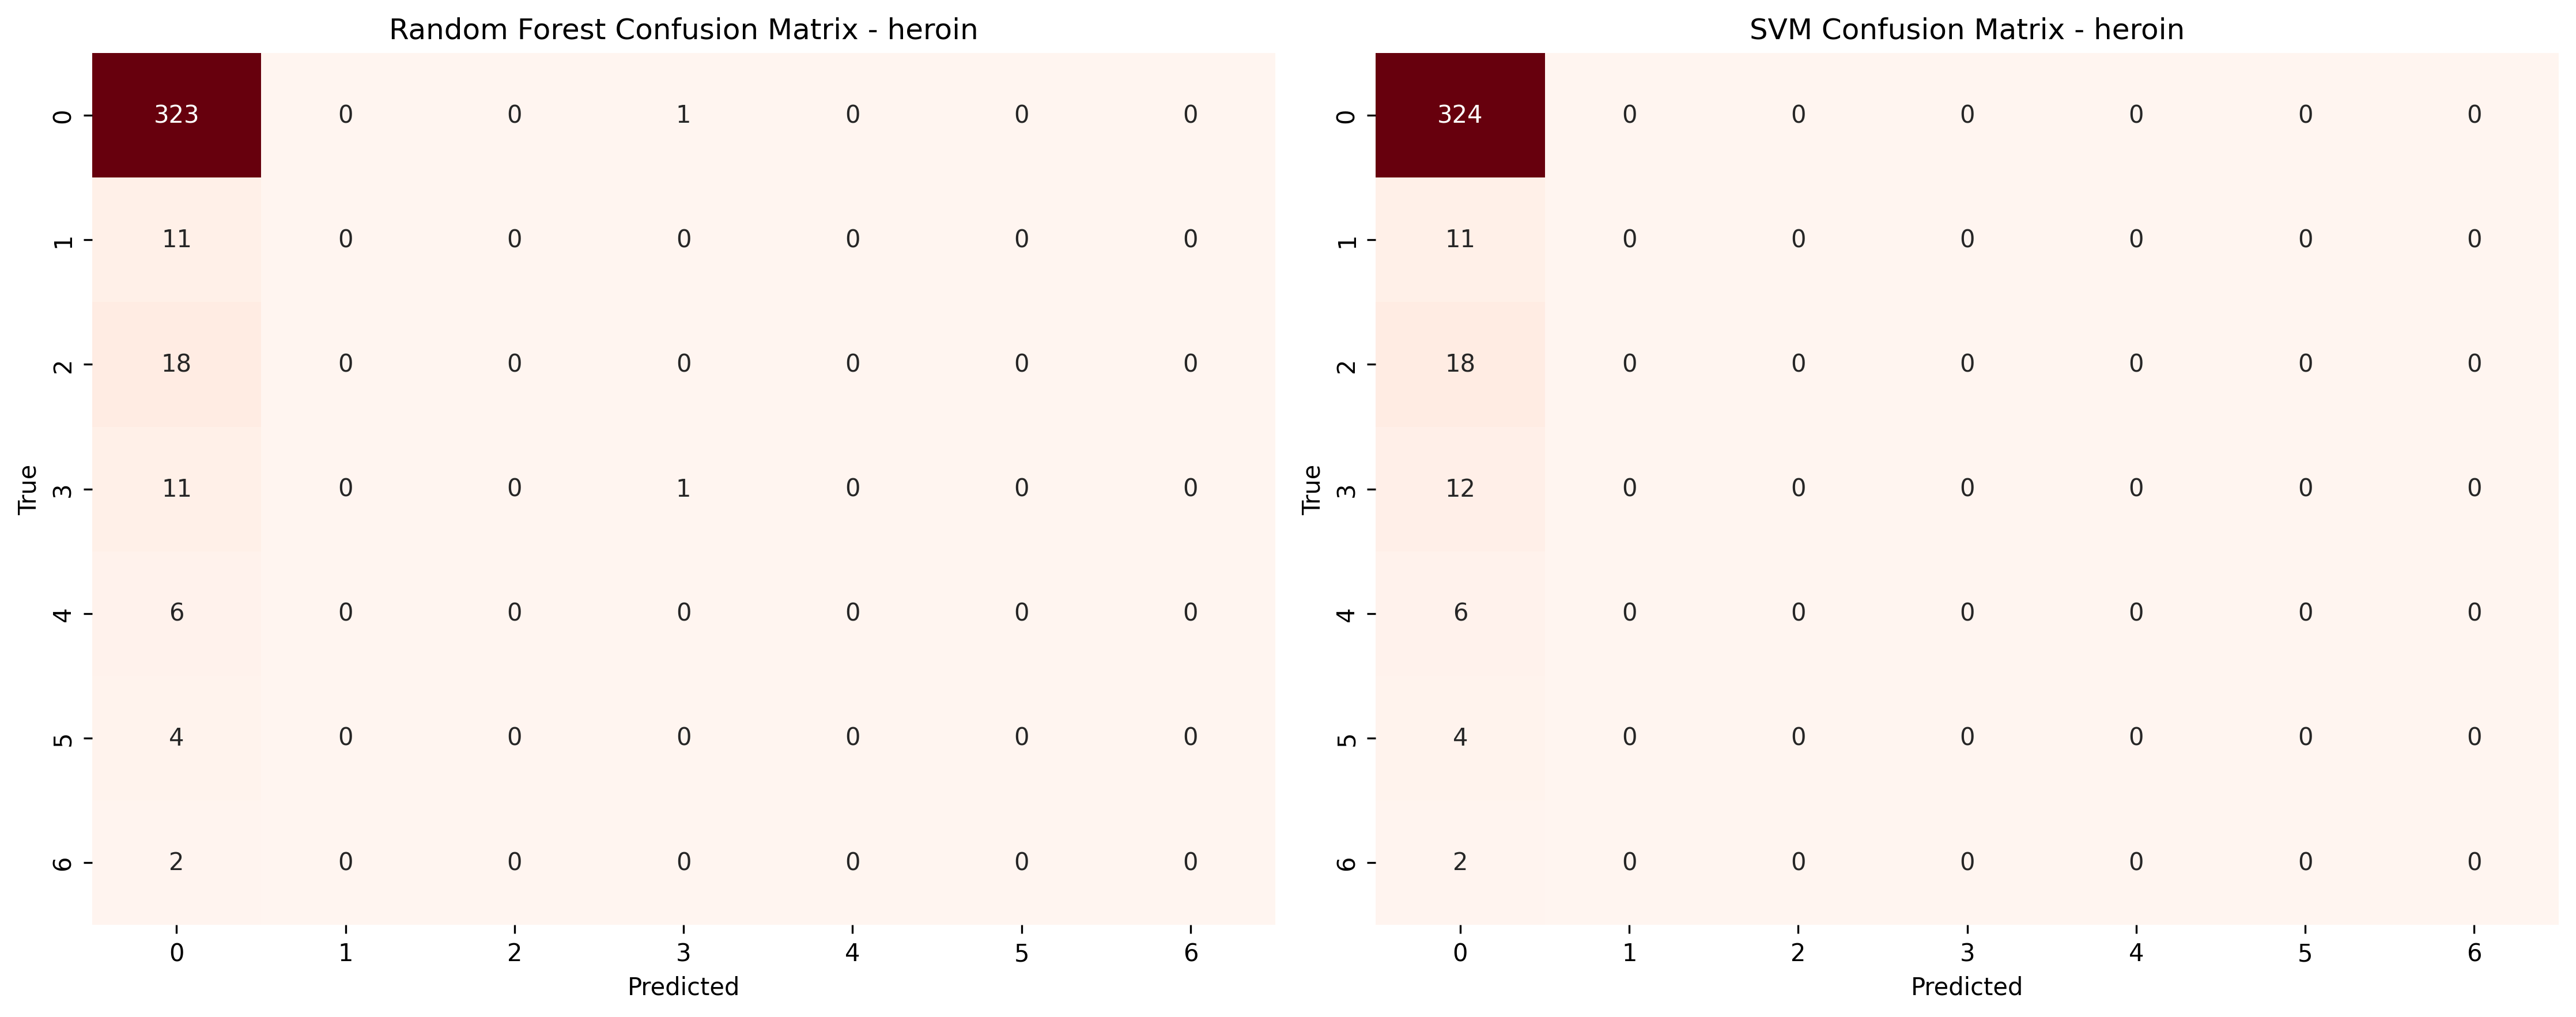 Random Forest Confusion Matrix - heroin
True
0 323 0 0 1 0 0 0
1 11 0 0 0 0 0 0
2 18 0 0 0 0 0 0
3 11 0 0 1 0 0 0
4 6 0 0 0 0 0 0
5 4 0 0 0 0 0 0
6 2 0 0 0 0 0 0
0 1 2 3 4 5 6
Predicted
SVM Confusion Matrix - heroin
True
0 324 0 0 0 0 0 0
1 11 0 0 0 0 0 0
2 18 0 0 0 0 0 0
3 12 0 0 0 0 0 0
4 6 0 0 0 0 0 0
5 4 0 0 0 0 0 0
6 2 0 0 0 0 0 0
0 1 2 3 4 5 6
Predicted